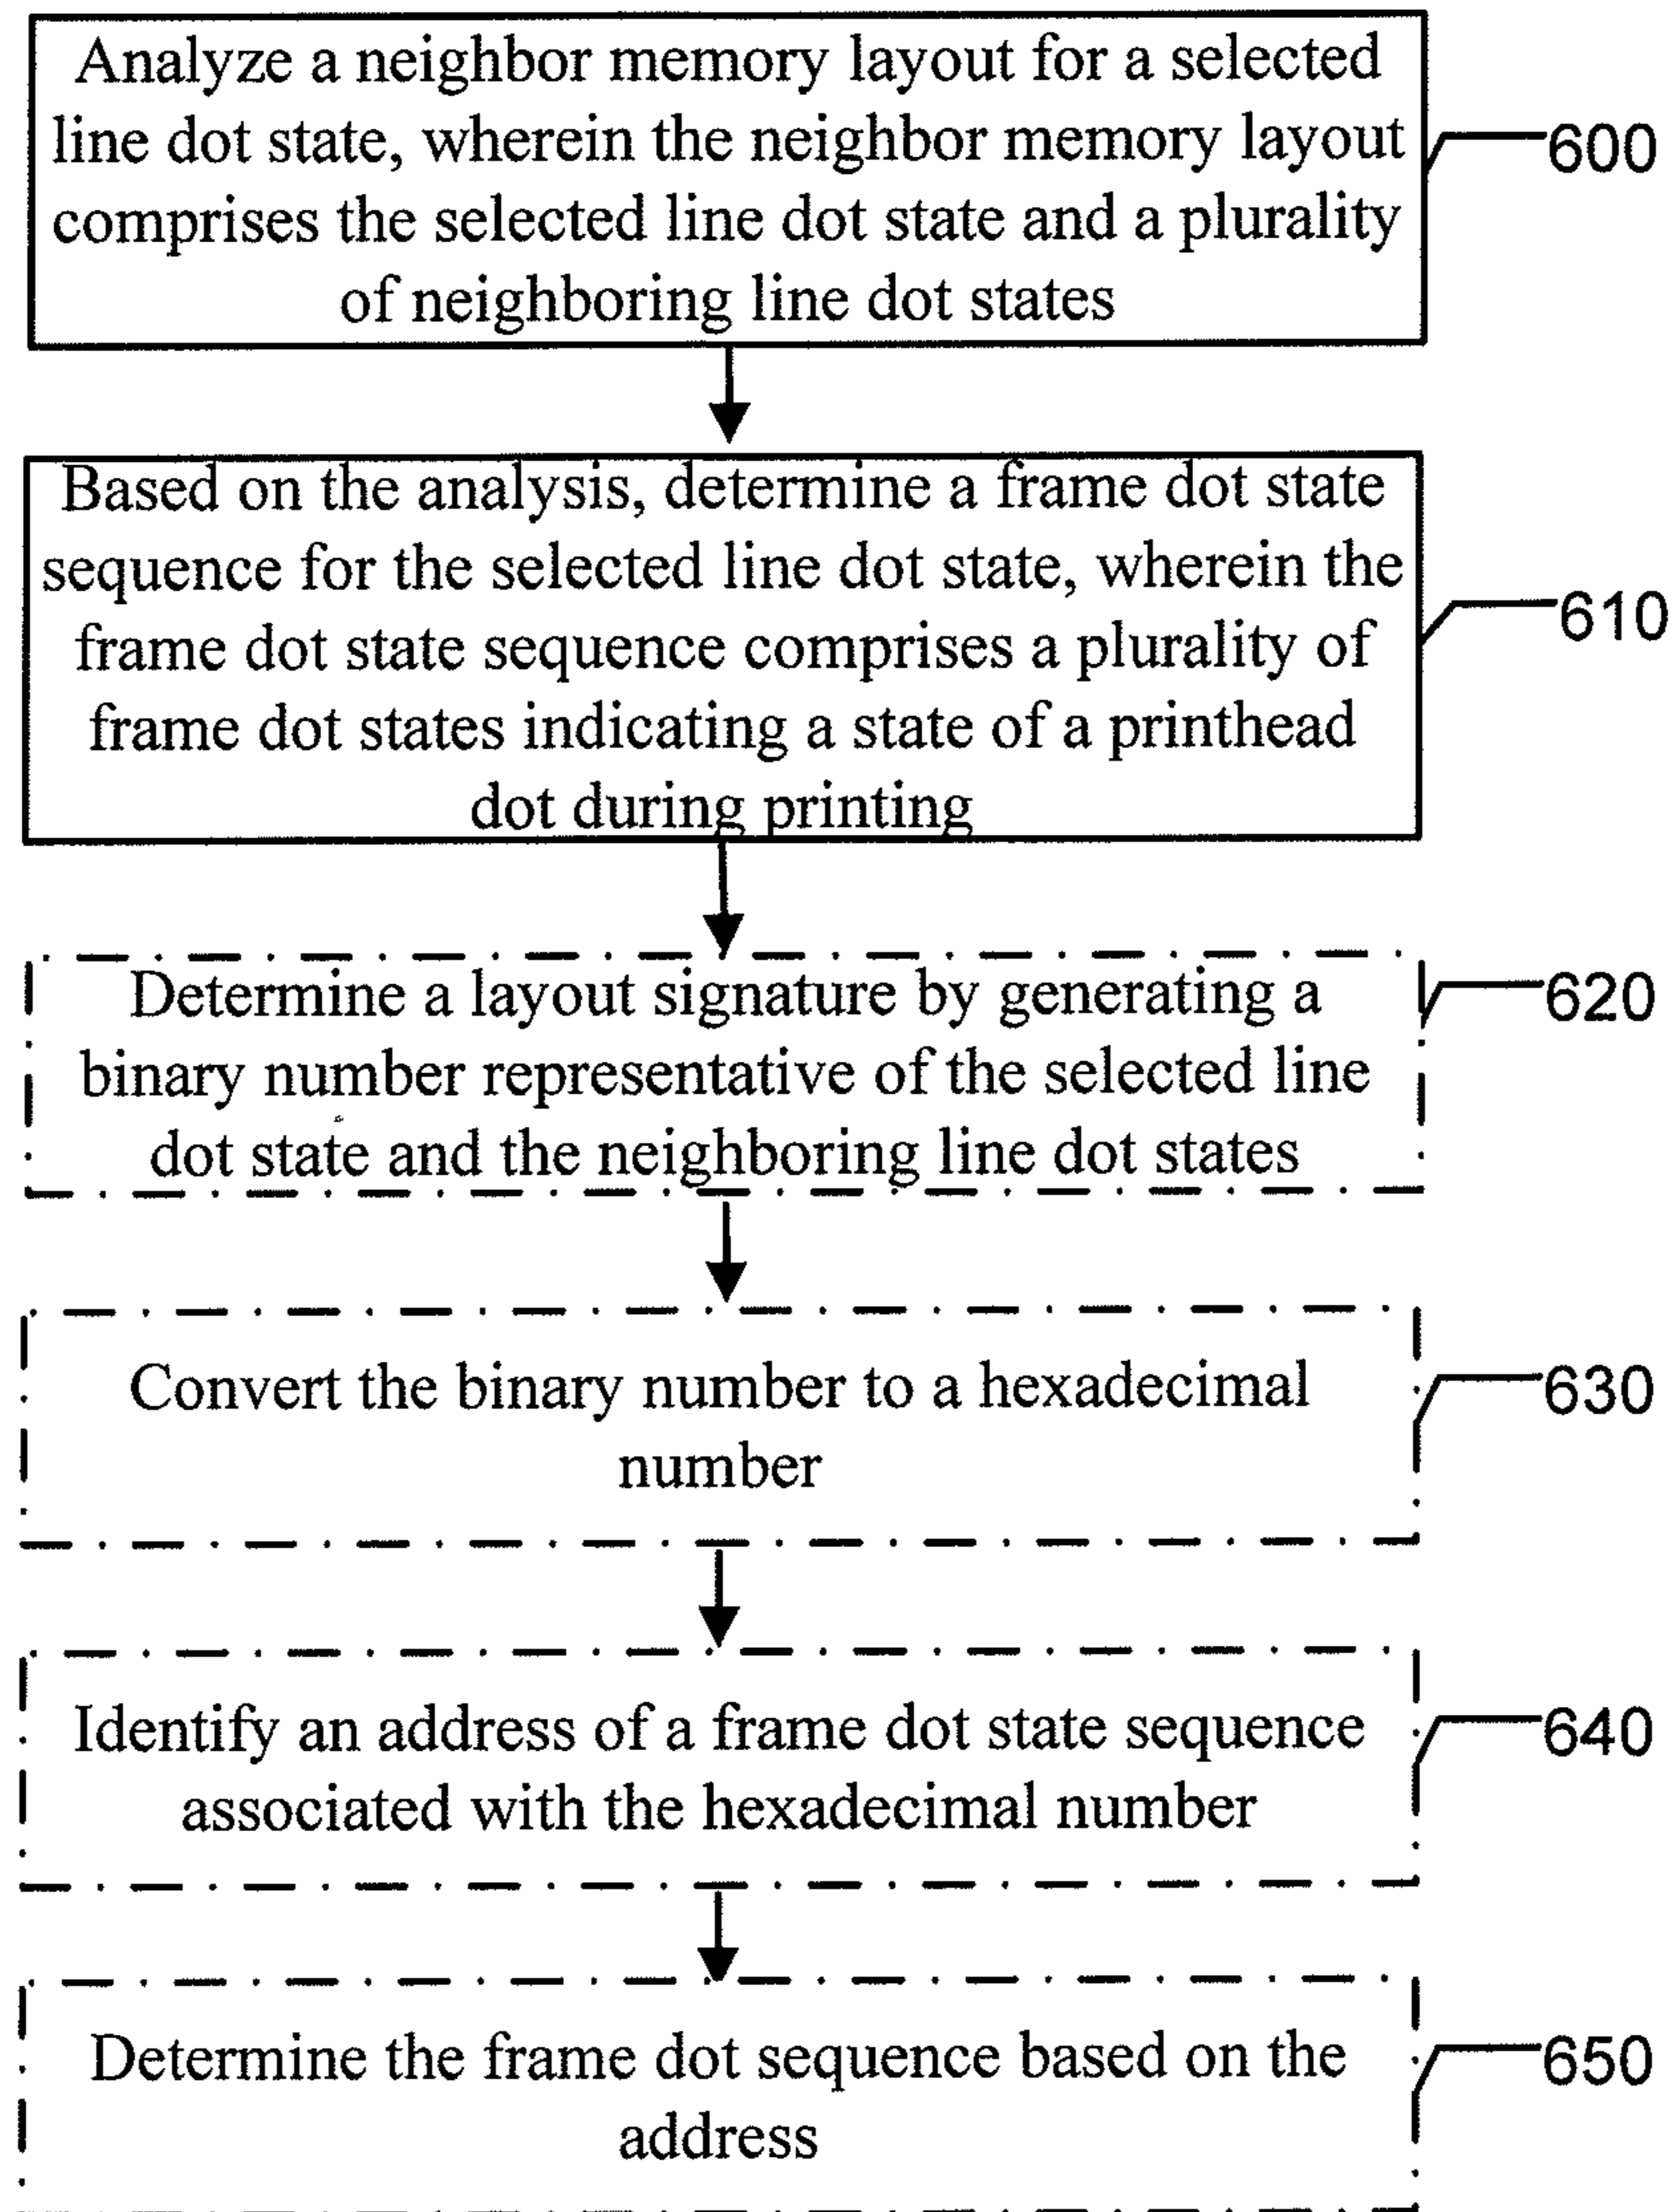 Analyze a neighbor memory layout for a selected
line dot state, wherein the neighbor memory layout
comprises the selected line dot state and a plurality
of neighboring line dot states
600
Based on the analysis, determine a frame dot state
sequence for the selected line dot state, wherein the
frame dot state sequence comprises a plurality of
frame dot states indicating a state of a printhead
dot during printing
610
Determine a layout signature by generating a
binary number representative of the selected line
dot state and the neighboring line dot states
620
Convert the binary number to a hexadecimal
number
630
Identify an address of a frame dot state sequence
associated with the hexadecimal number
640
Determine the frame dot sequence based on the
address
650